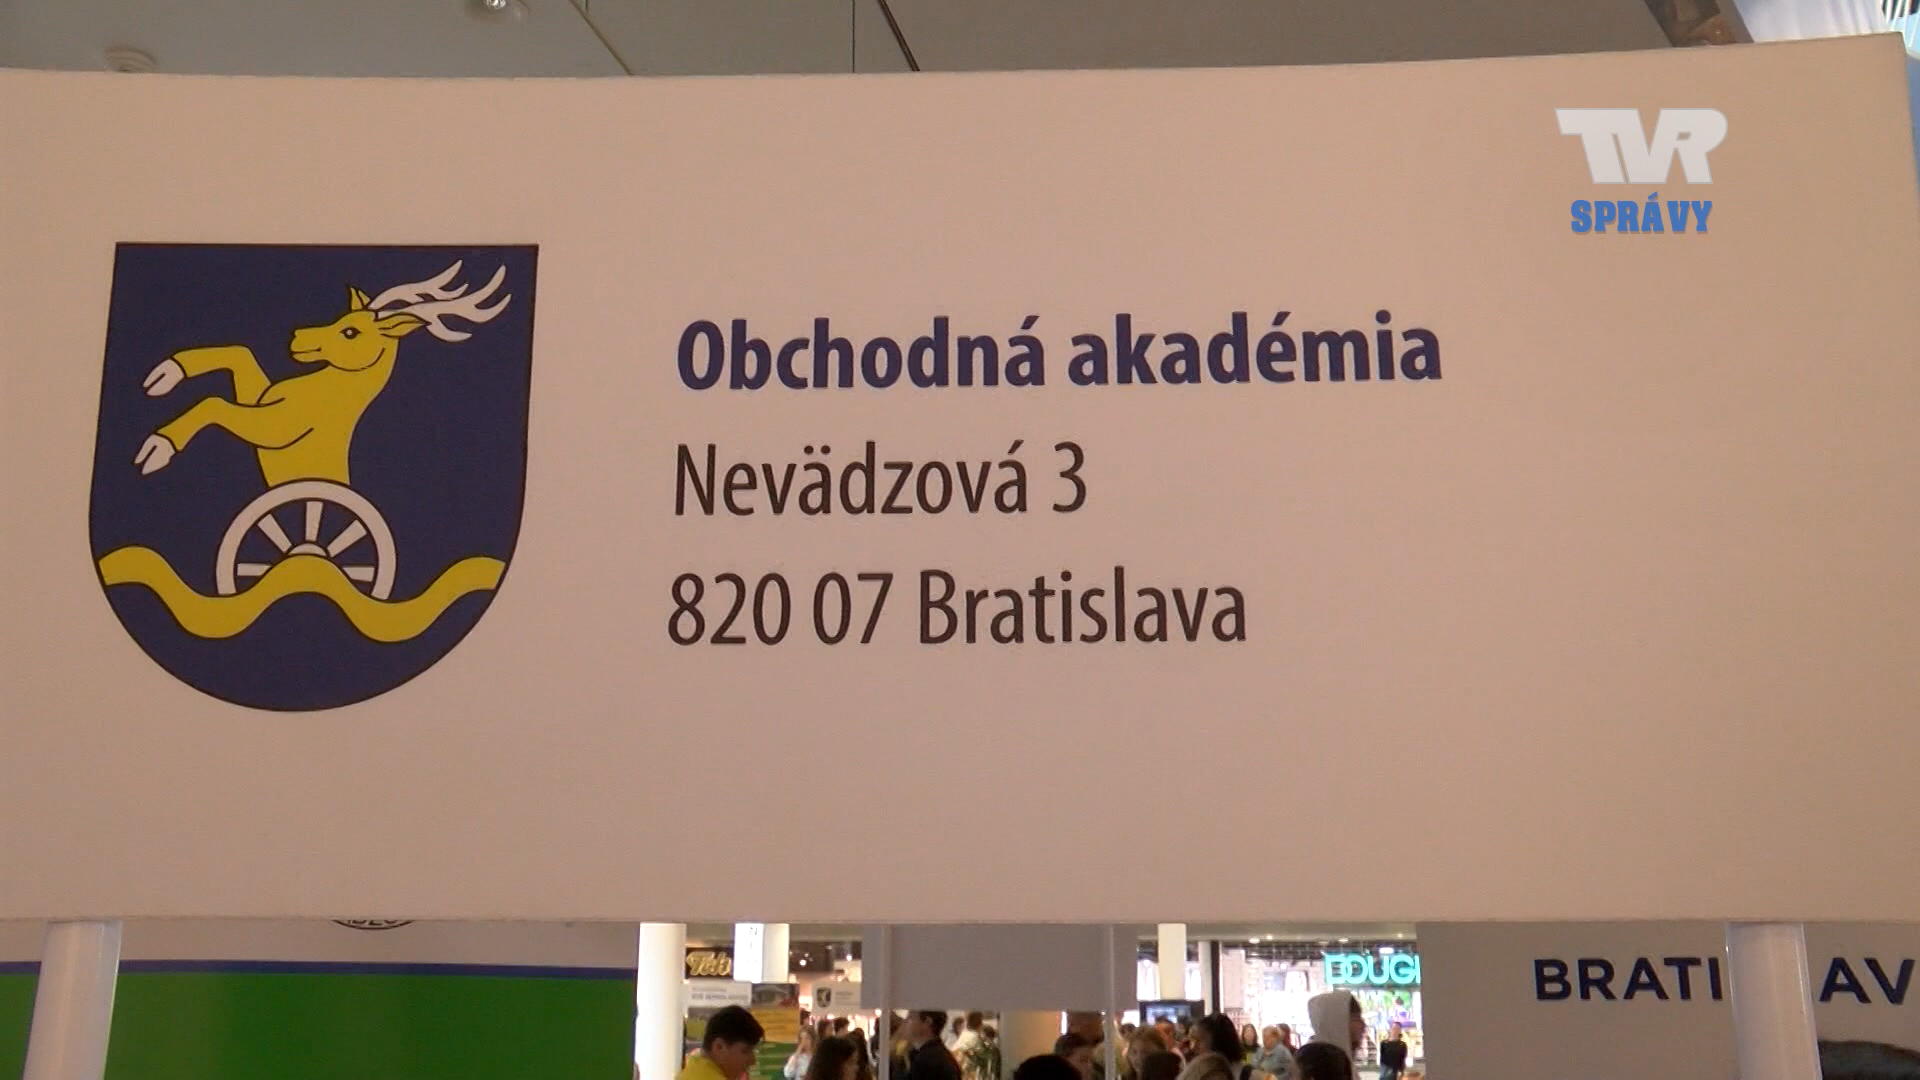 TVR
SPRÁVY
Obchodná akadémia
Nevädzová 3
820 07 Bratislava